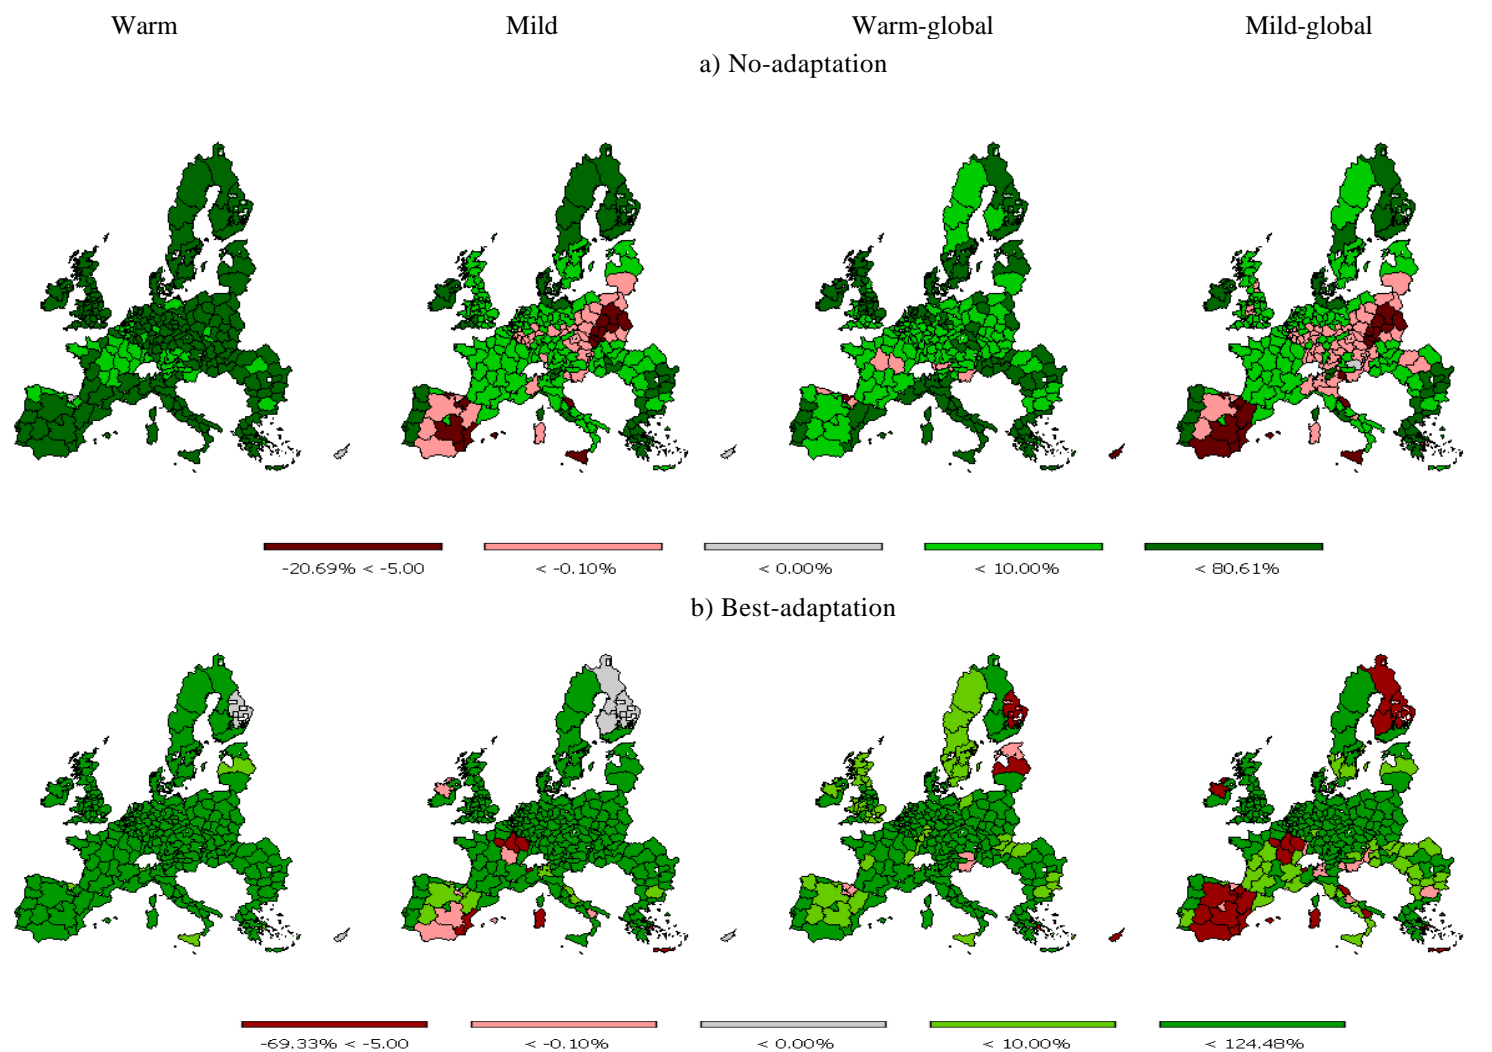 Warm Mild Warm-global Mild-global
a) No-adaptation
-20.69% < -5.00 < -0.10% < 0.00% < 10.00% < 80.61%
b) Best-adaptation
-69.33% < -5.00 < -0.10% < 0.00% < 10.00% < 124.48%